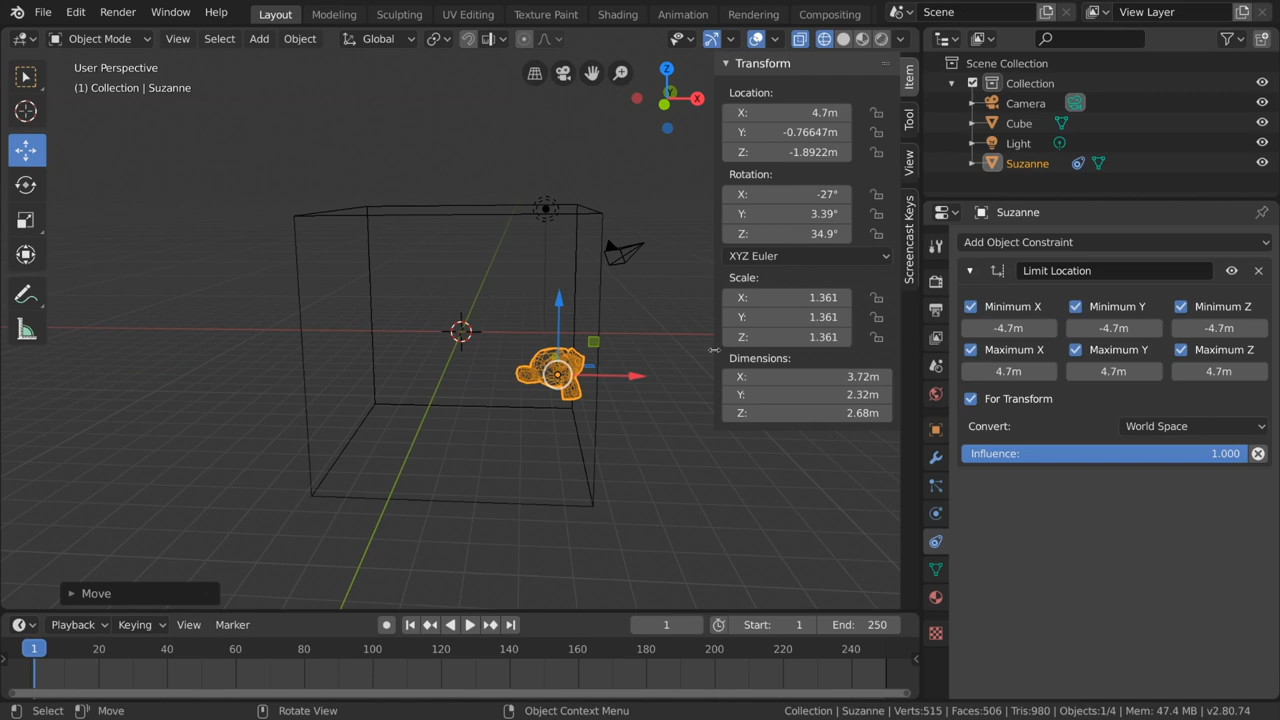 File Edit Render Window Help Layout Modeling Sculpting UV Editing Texture Paint Shading Animation Rendering Compositing Scene View Layer
Object Mode View Select Add Object Global
User Perspective
(1) Collection | Suzanne
Z
Y
X
Transform
Location:
X: 4.7m
Y: -0.76647m
Z: -1.8922m
Rotation:
X: -27°
Y: 3.39°
Z: 34.9°
XYZ Euler
Scale:
X: 1.361
Y: 1.361
Z: 1.361
Dimensions:
X: 3.72m
Y: 2.32m
Z: 2.68m
Item
Tool
View
Screencast Keys
Scene Collection
Collection
Camera
Cube
Light
Suzanne
Suzanne
Add Object Constraint
Limit Location
Minimum X Minimum Y Minimum Z
-4.7m -4.7m -4.7m
Maximum X Maximum Y Maximum Z
4.7m 4.7m 4.7m
For Transform
Convert: World Space
Influence: 1.000
Move
Playback Keying View Marker 1 Start: 1 End: 250
1 20 40 60 80 100 120 140 160 180 200 220 240
Select Move Rotate View Object Context Menu Collection | Suzanne | Verts:515 | Faces:506 | Tris:980 | Objects:1/4 | Mem: 47.4 MB | v2.80.74